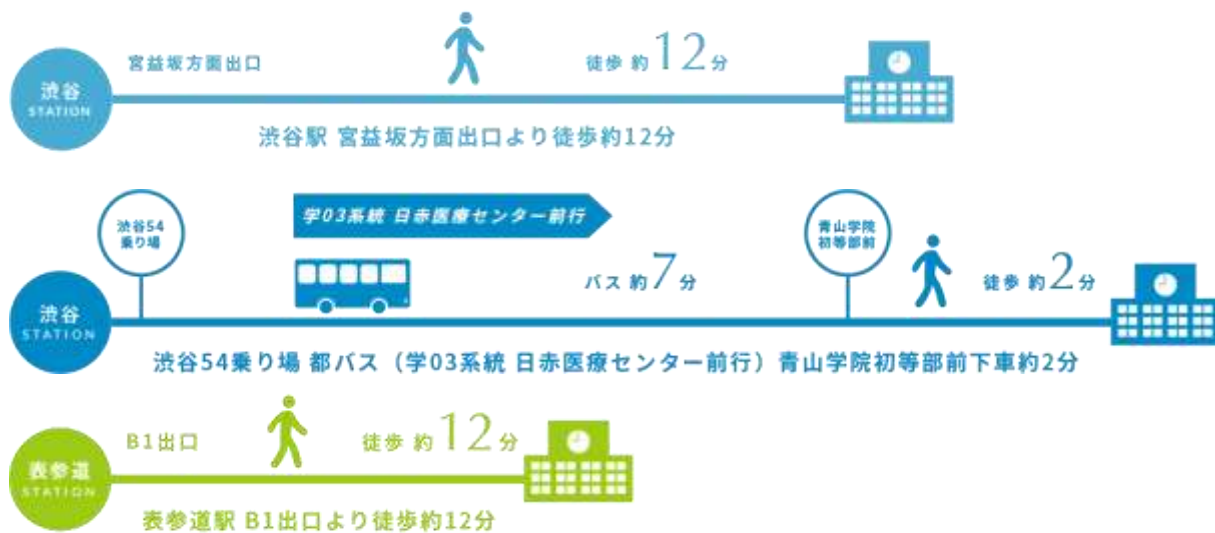 渋谷
STATION
宮益坂方面出口
徒歩 約12分
渋谷駅 宮益坂方面出口より徒歩約12分
渋谷54
乗り場
学03系統 日赤医療センター前行
青山学院
初等部前
渋谷
STATION
バス 約7分
徒歩 約2分
渋谷54乗り場 都バス（学03系統 日赤医療センター前行）青山学院初等部前下車約2分
表参道
STATION
B1出口
徒歩 約12分
表参道駅 B1出口より徒歩約12分